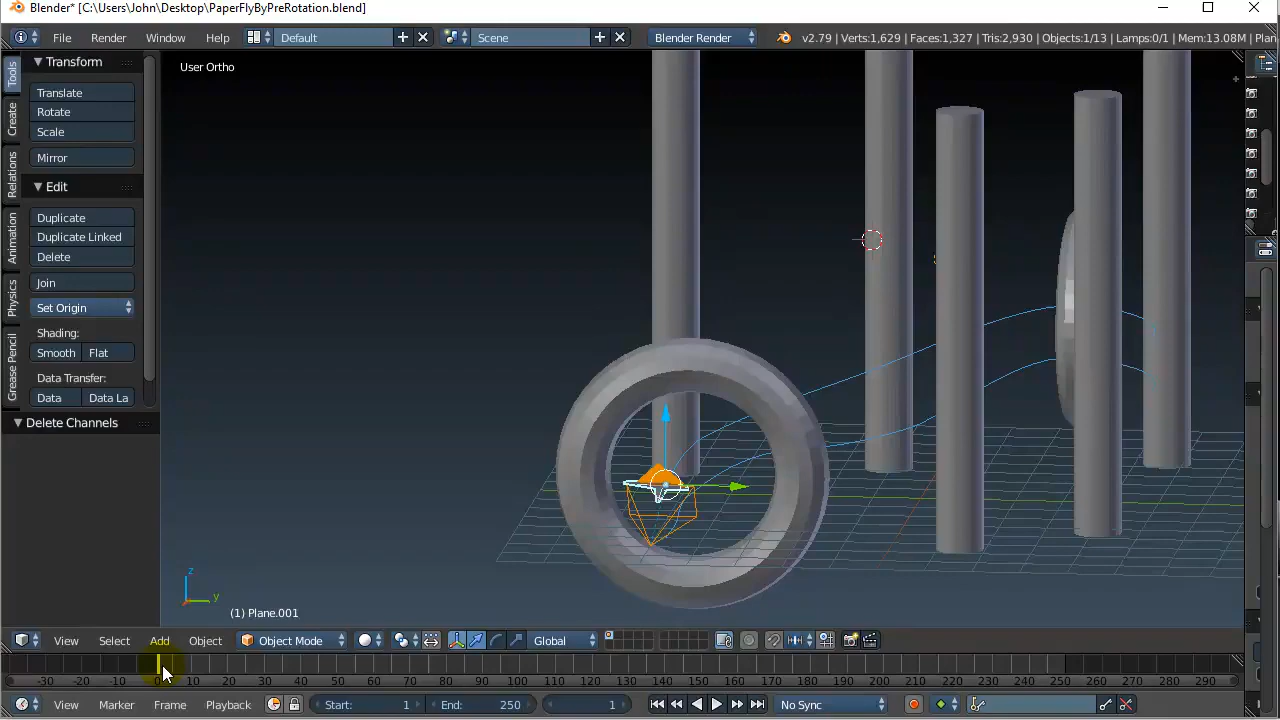 Blender* [C:\Users\John\Desktop\PaperFlyByPreRotation.blend]
File Render Window Help Default Scene Blender Render v2.79 | Verts:1,629 | Faces:1,327 | Tris:2,930 | Objects:1/13 | Lamps:0/1 | Mem:13.08M | Plan
Tools
Create
Relations
Animation
Physics
Grease Pencil
Transform
Translate
Rotate
Scale
Mirror
Edit
Duplicate
Duplicate Linked
Delete
Join
Set Origin
Shading:
Smooth Flat
Data Transfer:
Data Data La
Delete Channels
User Ortho
z
y
(1) Plane.001
View Select Add Object Object Mode Global
-30 -20 -10 0 10 20 30 40 50 60 70 80 90 100 110 120 130 140 150 160 170 180 190 200 210 220 230 240 250 260 270 280 290
View Marker Frame Playback Start: 1 End: 250 1 No Sync